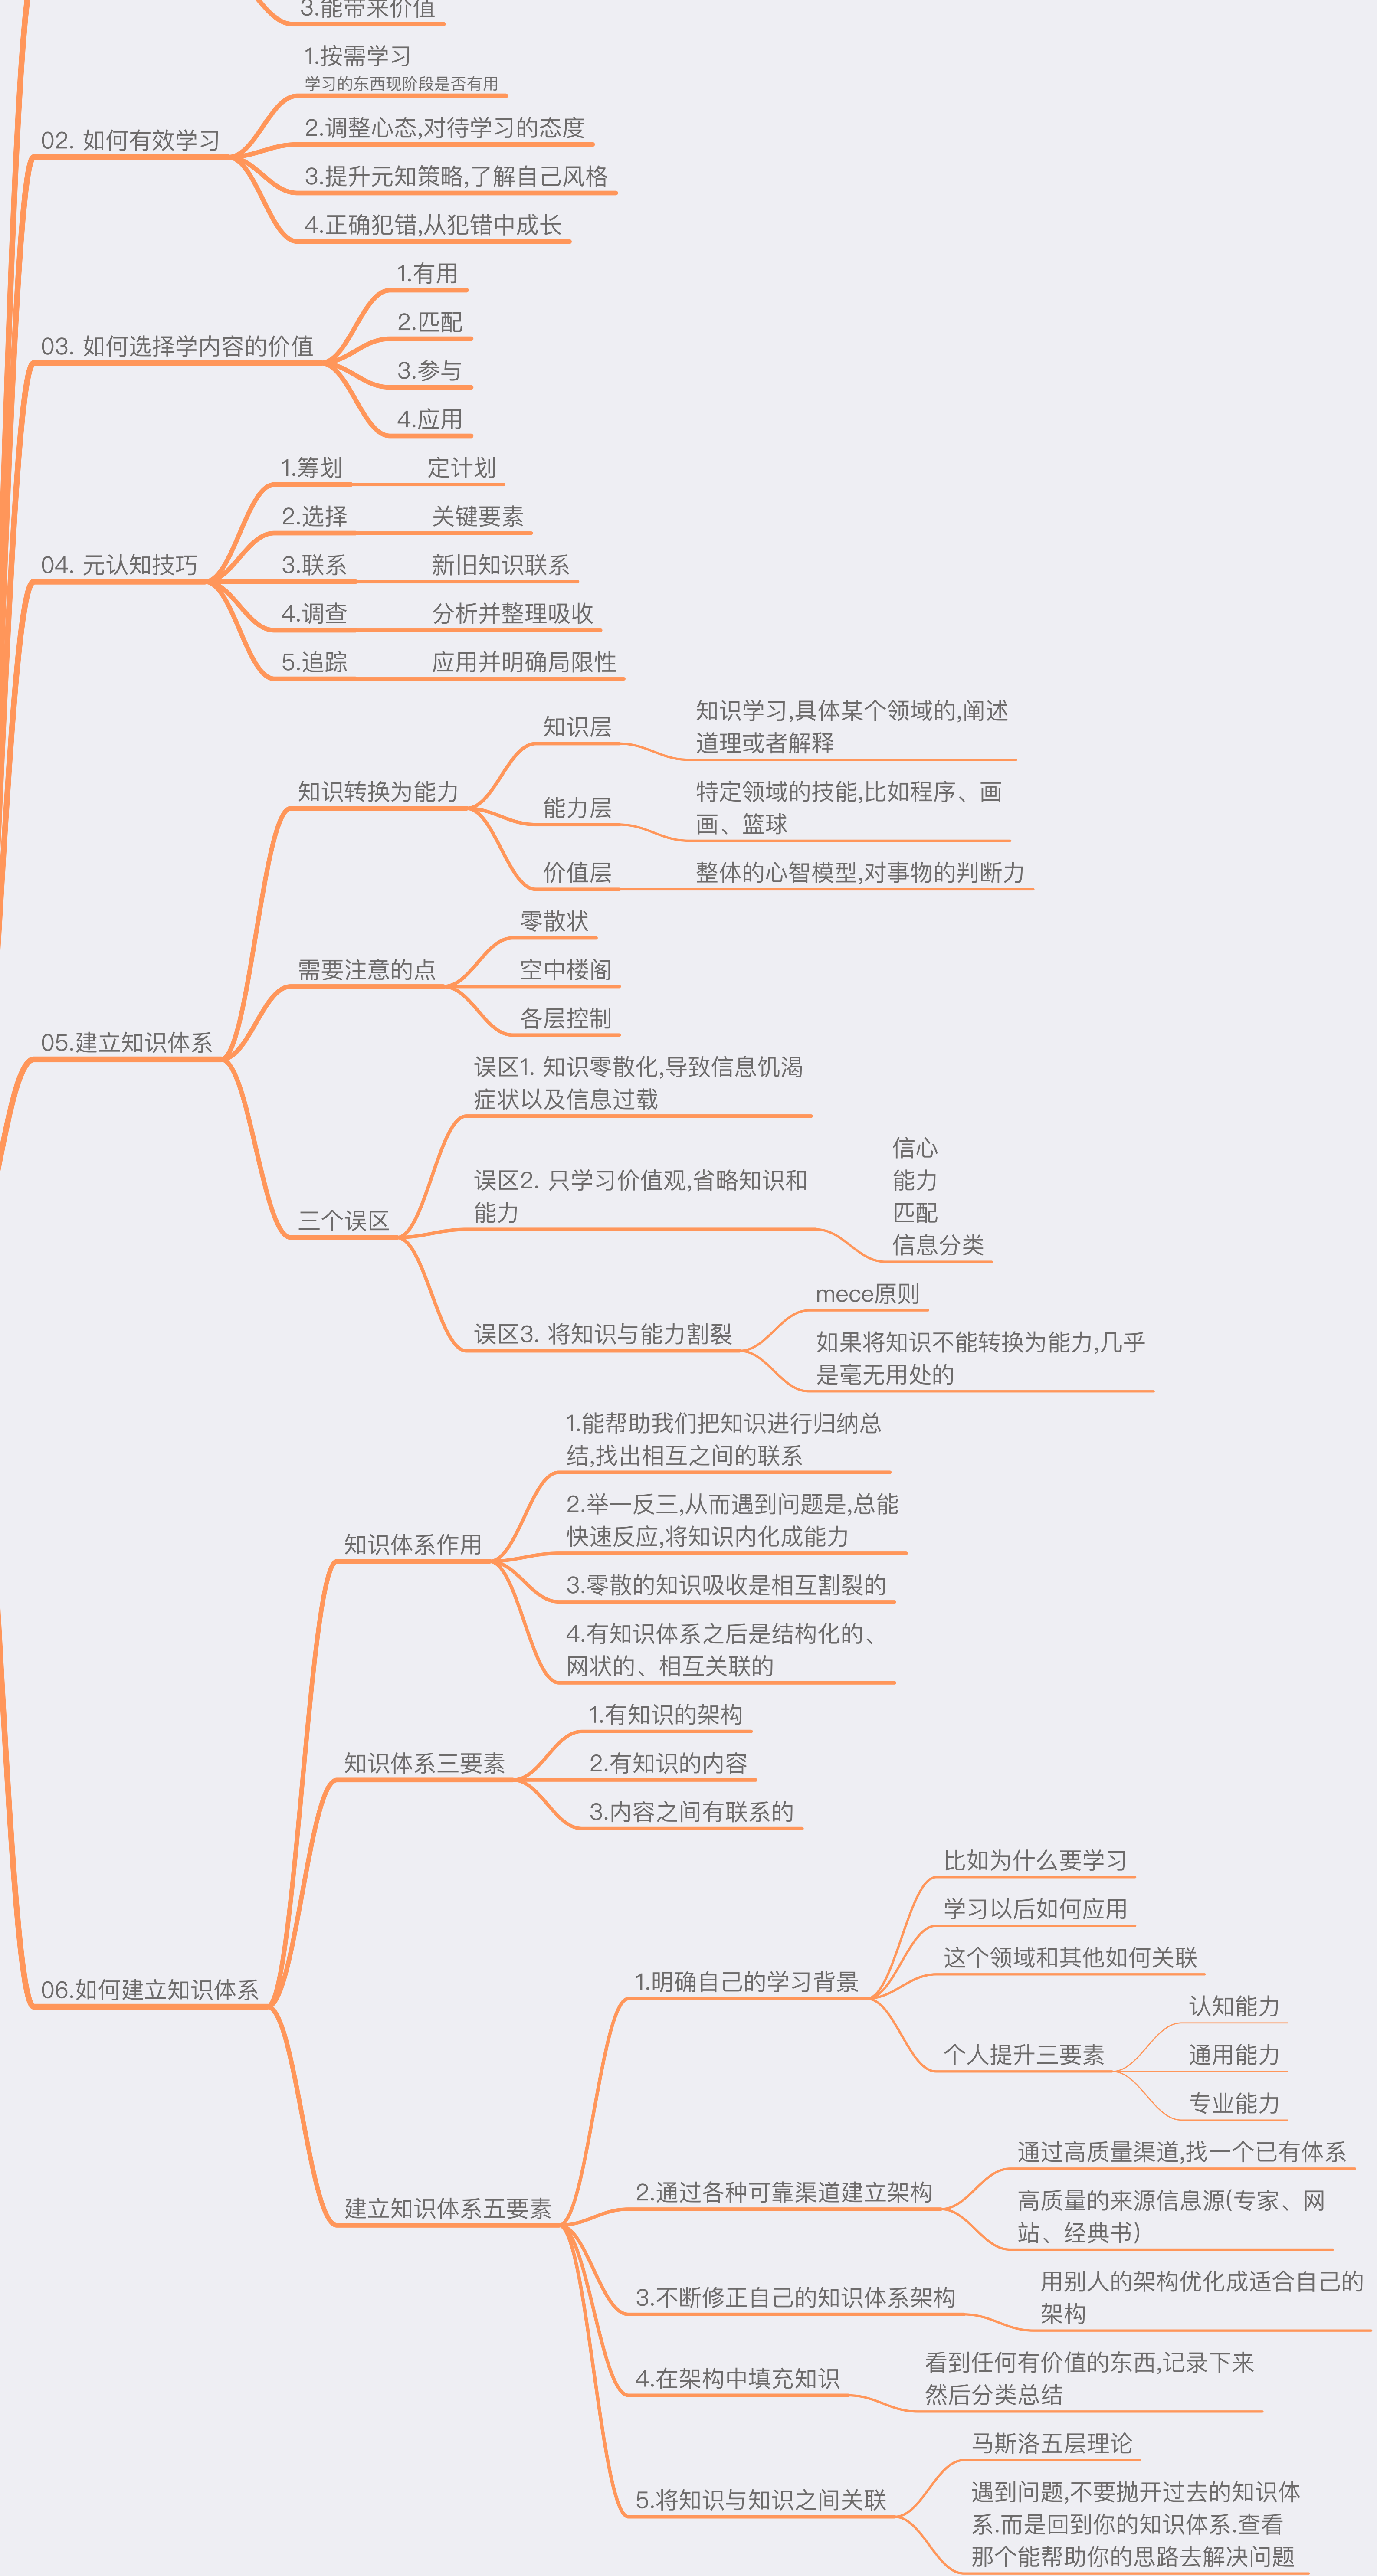 3.能带来价值
1.按需学习
学习的东西现阶段是否有用
02. 如何有效学习
2.调整心态,对待学习的态度
3.提升元知策略,了解自己风格
4.正确犯错,从犯错中成长
03. 如何选择学内容的价值
1.有用
2.匹配
3.参与
4.应用
04. 元认知技巧
1.筹划
定计划
2.选择
关键要素
3.联系
新旧知识联系
4.调查
分析并整理吸收
5.追踪
应用并明确局限性
05.建立知识体系
知识转换为能力
知识层
知识学习,具体某个领域的,阐述
道理或者解释
能力层
特定领域的技能,比如程序、画
画、篮球
价值层
整体的心智模型,对事物的判断力
需要注意的点
零散状
空中楼阁
各层控制
三个误区
误区1. 知识零散化,导致信息饥渴
症状以及信息过载
误区2. 只学习价值观,省略知识和
能力
信心
能力
匹配
信息分类
误区3. 将知识与能力割裂
mece原则
如果将知识不能转换为能力,几乎
是毫无用处的
06.如何建立知识体系
知识体系作用
1.能帮助我们把知识进行归纳总
结,找出相互之间的联系
2.举一反三,从而遇到问题是,总能
快速反应,将知识内化成能力
3.零散的知识吸收是相互割裂的
4.有知识体系之后是结构化的、
网状的、相互关联的
知识体系三要素
1.有知识的架构
2.有知识的内容
3.内容之间有联系的
建立知识体系五要素
1.明确自己的学习背景
比如为什么要学习
学习以后如何应用
这个领域和其他如何关联
个人提升三要素
认知能力
通用能力
专业能力
2.通过各种可靠渠道建立架构
通过高质量渠道,找一个已有体系
高质量的来源信息源(专家、网
站、经典书)
3.不断修正自己的知识体系架构
用别人的架构优化成适合自己的
架构
4.在架构中填充知识
看到任何有价值的东西,记录下来
然后分类总结
5.将知识与知识之间关联
马斯洛五层理论
遇到问题,不要抛开过去的知识体
系.而是回到你的知识体系.查看
那个能帮助你的思路去解决问题